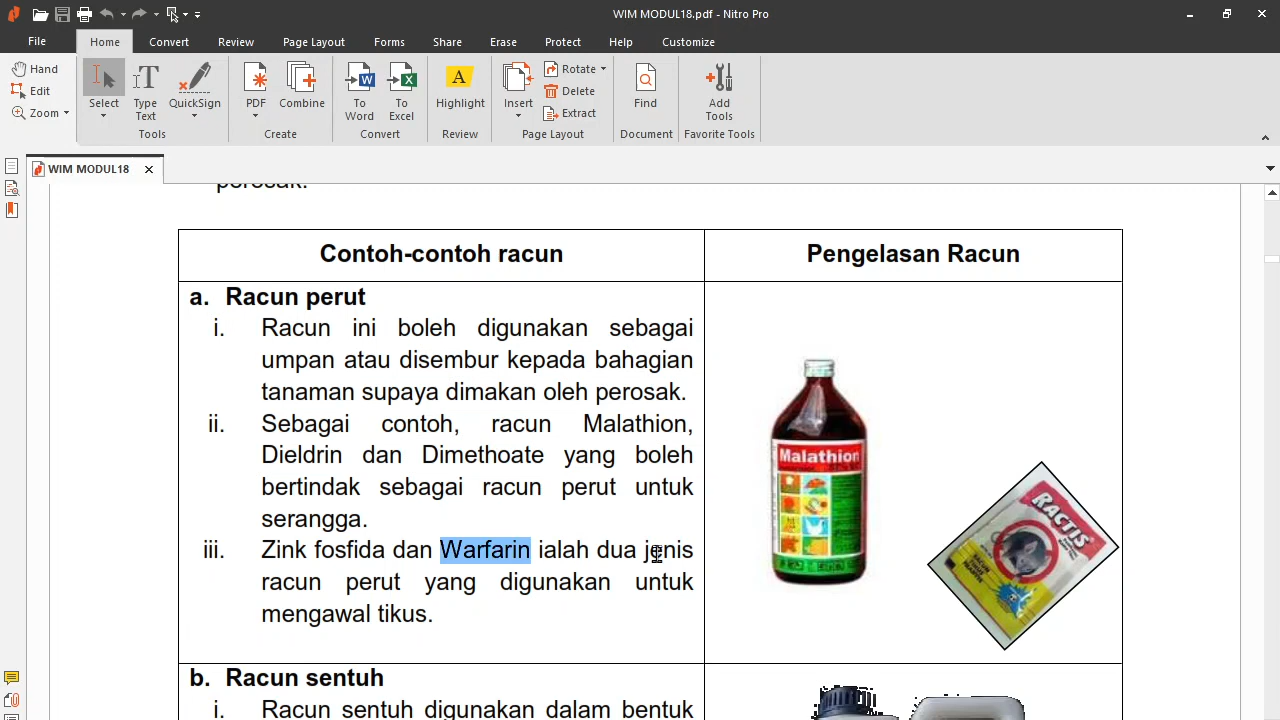 WIM MODUL18.pdf - Nitro Pro
File Home Convert Review Page Layout Forms Share Erase Protect Help Customize
Hand
Edit
Zoom
Select
Type Text
QuickSign
Tools
PDF
Combine
Create
To Word
To Excel
Convert
Highlight
Review
Insert
Rotate
Delete
Extract
Page Layout
Find
Document
Add Tools
Favorite Tools
WIM MODUL18
perosak.
Contoh-contoh racun
Pengelasan Racun
a. Racun perut
i. Racun ini boleh digunakan sebagai
umpan atau disembur kepada bahagian
tanaman supaya dimakan oleh perosak.
ii. Sebagai contoh, racun Malathion,
Dieldrin dan Dimethoate yang boleh
bertindak sebagai racun perut untuk
serangga.
iii. Zink fosfida dan Warfarin ialah dua jenis
racun perut yang digunakan untuk
mengawal tikus.
Malathion
RACTIS
b. Racun sentuh
i. Racun sentuh digunakan dalam bentuk